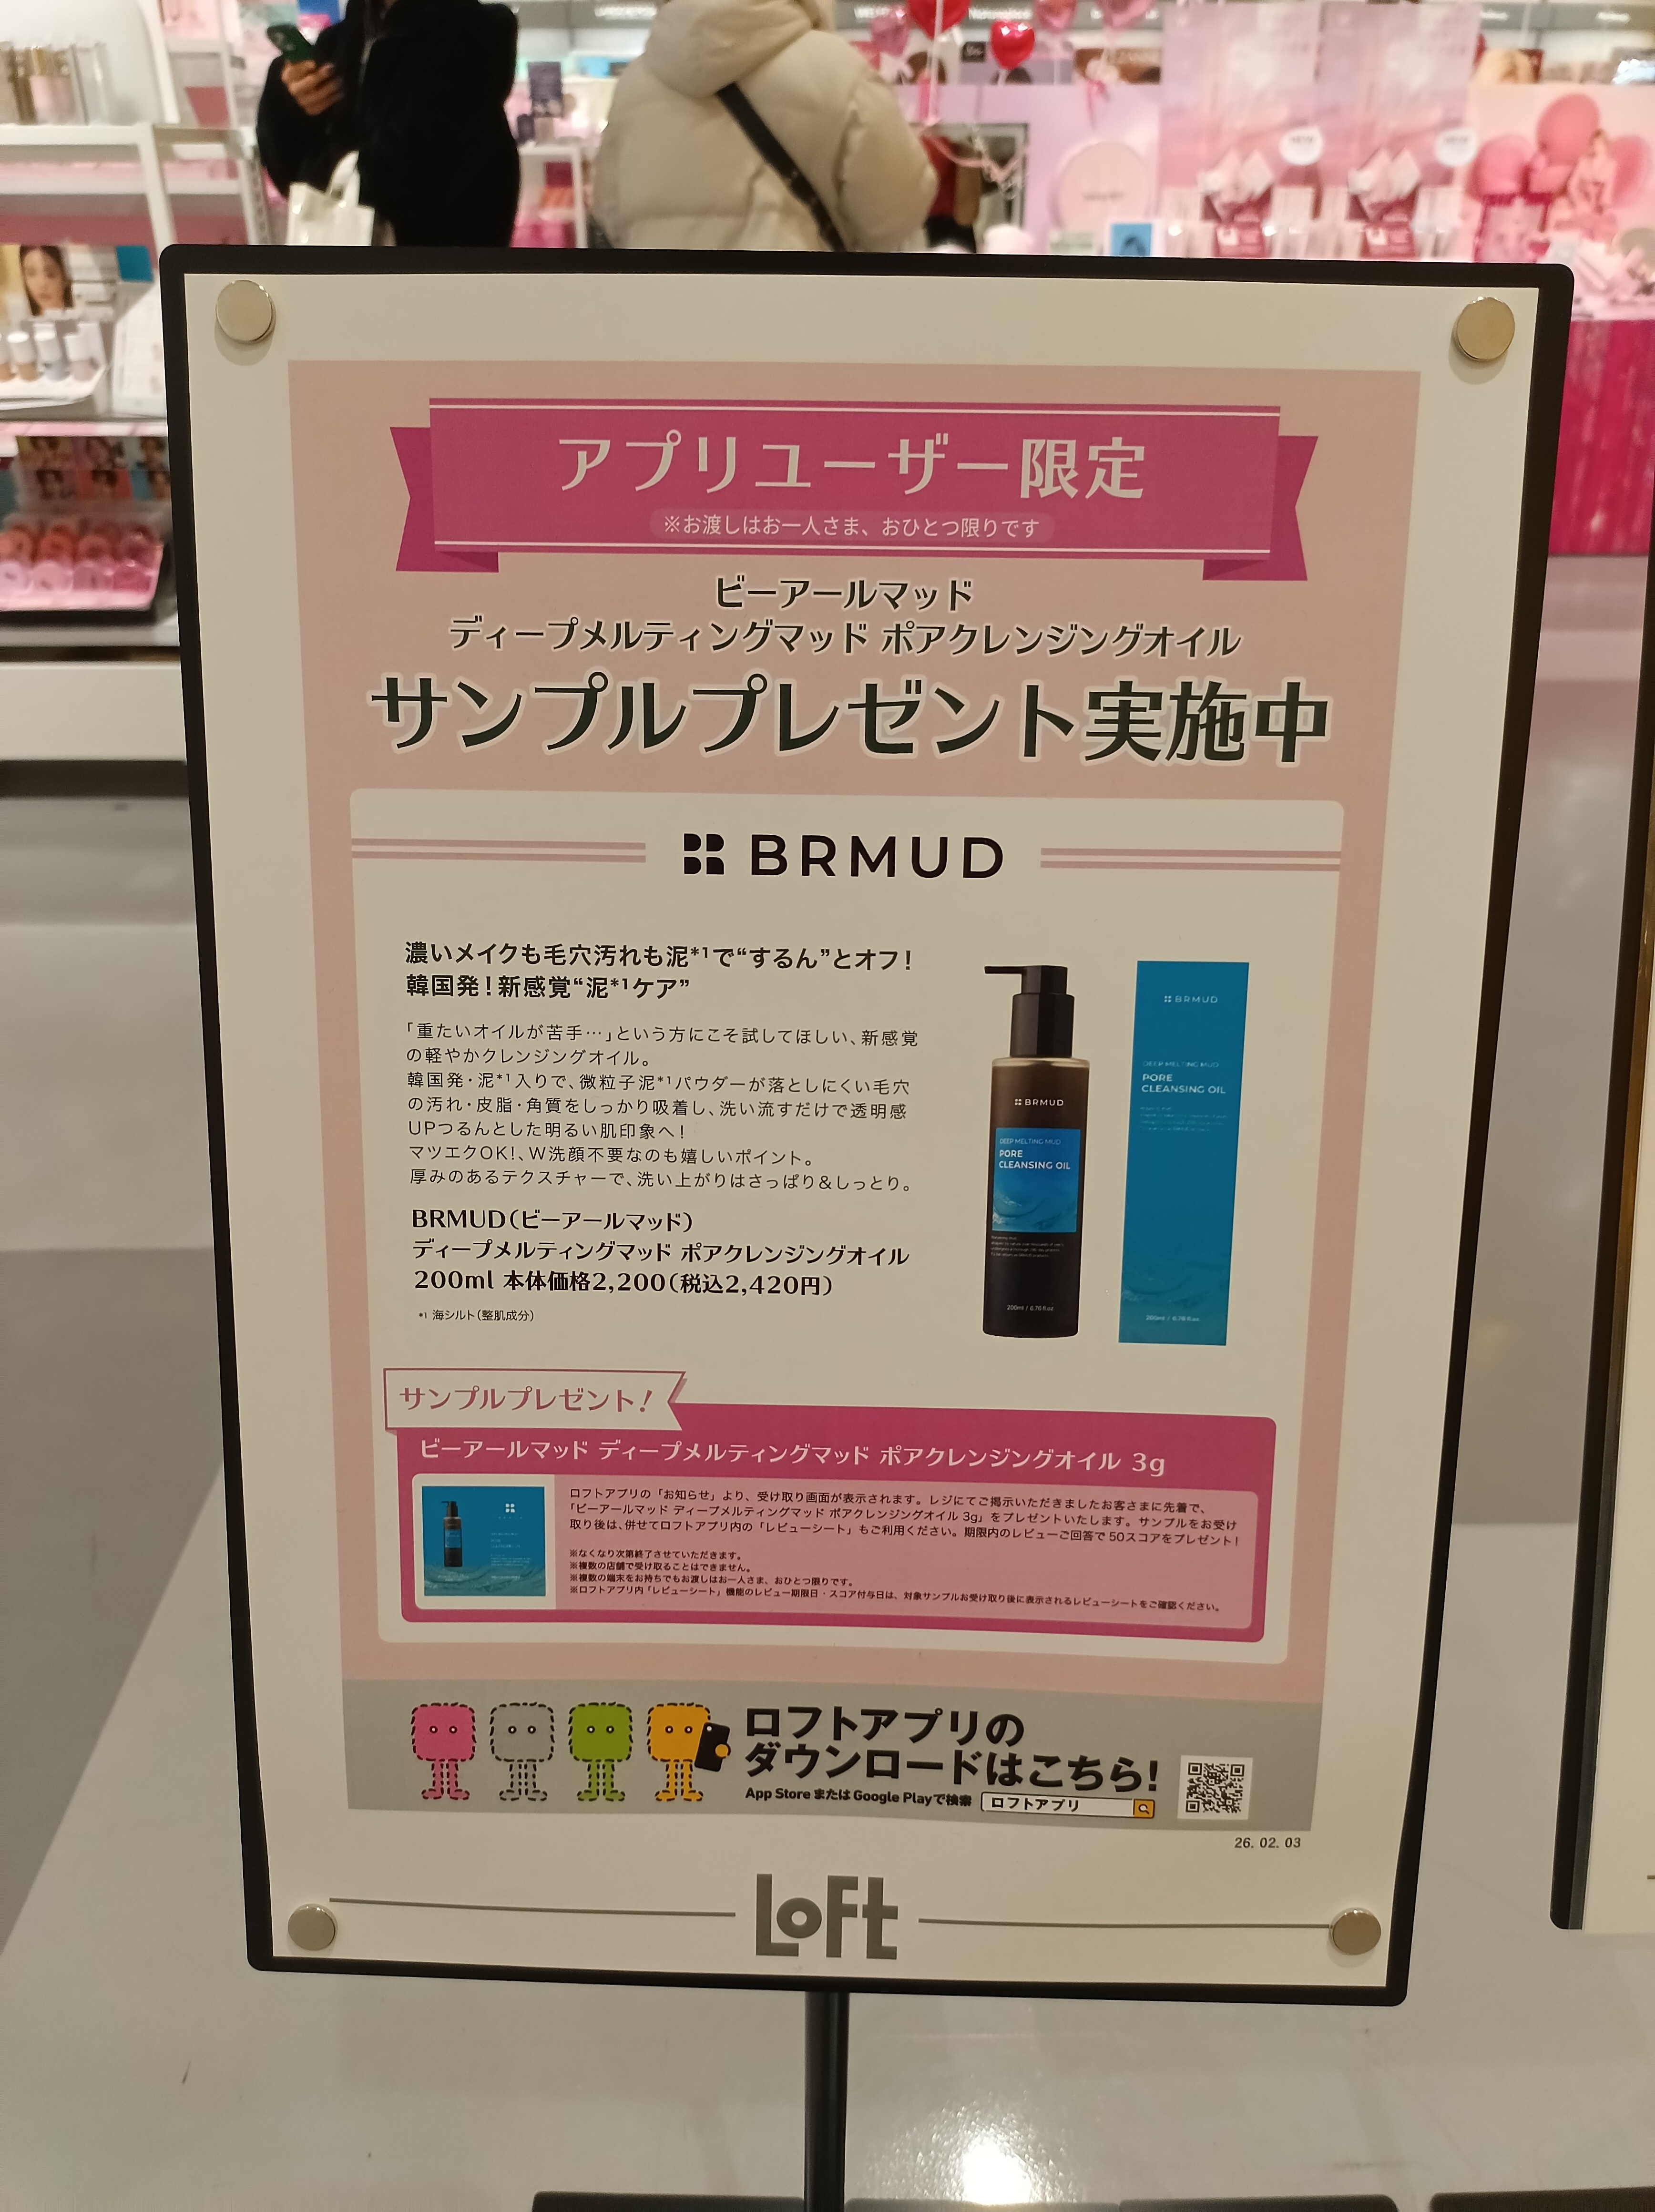 アプリユーザー限定
※お渡しはお一人さま、おひとつ限りです
ビーアールマッド
ディープメルティングマッド ポアクレンジングオイル
サンプルプレゼント実施中
BRMUD
濃いメイクも毛穴汚れも泥*1で“するん”とオフ!
韓国発!新感覚“泥*1ケア”
「重たいオイルが苦手…」という方にこそ試してほしい、新感覚
の軽やかクレンジングオイル。
韓国発・泥*1入りで、微粒子泥*1パウダーが落としにくい毛穴
の汚れ・皮脂・角質をしっかり吸着し、洗い流すだけで透明感
UPつるんとした明るい肌印象へ!
マツエクOK!、W洗顔不要なのも嬉しいポイント。
厚みのあるテクスチャーで、洗い上がりはさっぱり&しっとり。
BRMUD(ビーアールマッド)
ディープメルティングマッド ポアクレンジングオイル
200ml 本体価格2,200(税込2,420円)
*1 海シルト(整肌成分)
BRMUD
DEEP MELTING MUD
PORE
CLEANSING OIL
200ml / 6.76 fl.oz
BRMUD
DEEP MELTING MUD
PORE
CLEANSING OIL
200ml / 6.76 fl.oz
サンプルプレゼント!
ビーアールマッド ディープメルティングマッド ポアクレンジングオイル 3g
ロフトアプリの「お知らせ」より、受け取り画面が表示されます。レジにてご掲示いただきましたお客さまに先着で、
「ビーアールマッド ディープメルティングマッド ポアクレンジングオイル 3g」をプレゼントいたします。サンプルをお受け
取り後は、併せてロフトアプリ内の「レビューシート」もご利用ください。期限内のレビューご回答で50スコアをプレゼント!
※なくなり次第終了させていただきます。
※複数の店舗で受け取ることはできません。
※複数の端末をお持ちでもお渡しはお一人さま、おひとつ限りです。
※ロフトアプリ内「レビューシート」機能のレビュー期限日・スコア付与日は、対象サンプルお受け取り後に表示されるレビューシートをご確認ください。
ロフトアプリの
ダウンロードはこちら!
App Store または Google Playで検索 ロフトアプリ
26. 02. 03
LOFt